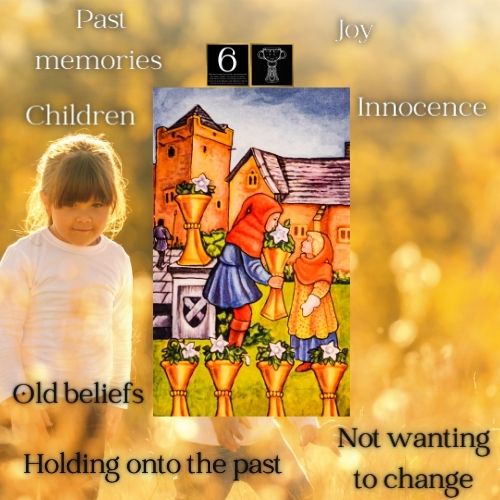 Past
memories
Joy
6
Children
Innocence
Old beliefs
Holding onto the past
Not wanting
to change